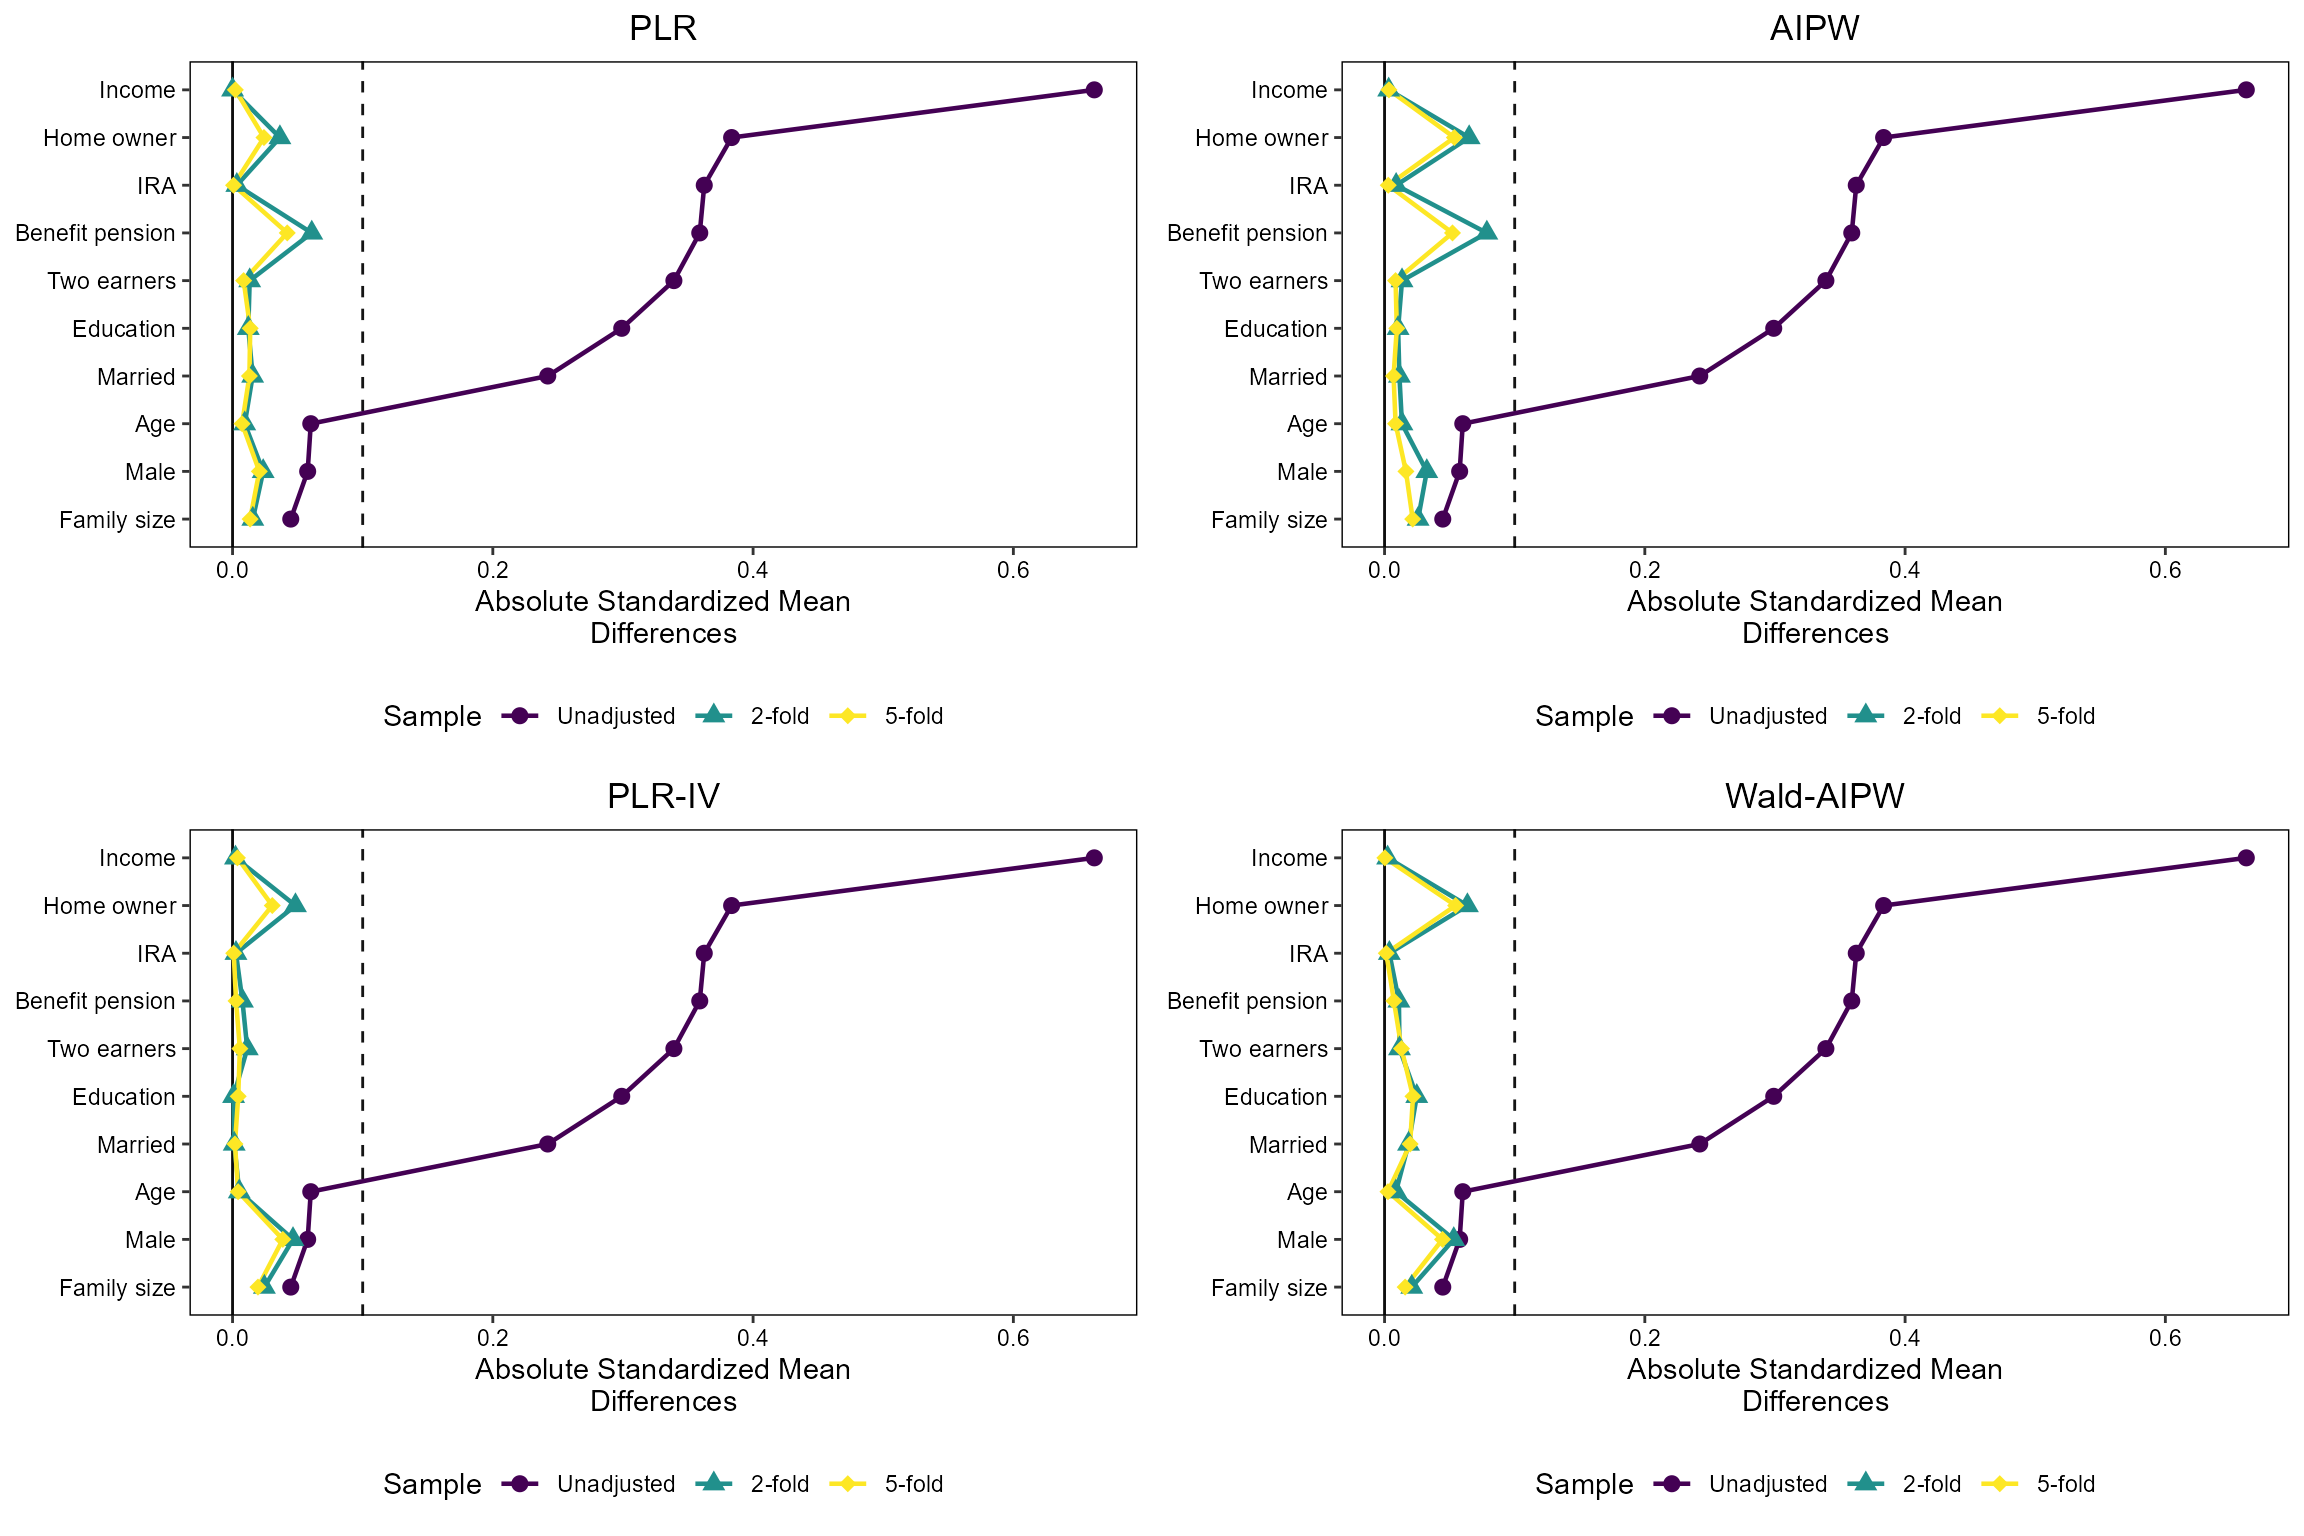 PLR
Income
Home owner
IRA
Benefit pension
Two earners
Education
Married
Age
Male
Family size
0.0 0.2 0.4 0.6
Absolute Standardized Mean
Differences
Sample Unadjusted 2-fold 5-fold
AIPW
Income
Home owner
IRA
Benefit pension
Two earners
Education
Married
Age
Male
Family size
0.0 0.2 0.4 0.6
Absolute Standardized Mean
Differences
Sample Unadjusted 2-fold 5-fold
PLR-IV
Income
Home owner
IRA
Benefit pension
Two earners
Education
Married
Age
Male
Family size
0.0 0.2 0.4 0.6
Absolute Standardized Mean
Differences
Sample Unadjusted 2-fold 5-fold
Wald-AIPW
Income
Home owner
IRA
Benefit pension
Two earners
Education
Married
Age
Male
Family size
0.0 0.2 0.4 0.6
Absolute Standardized Mean
Differences
Sample Unadjusted 2-fold 5-fold